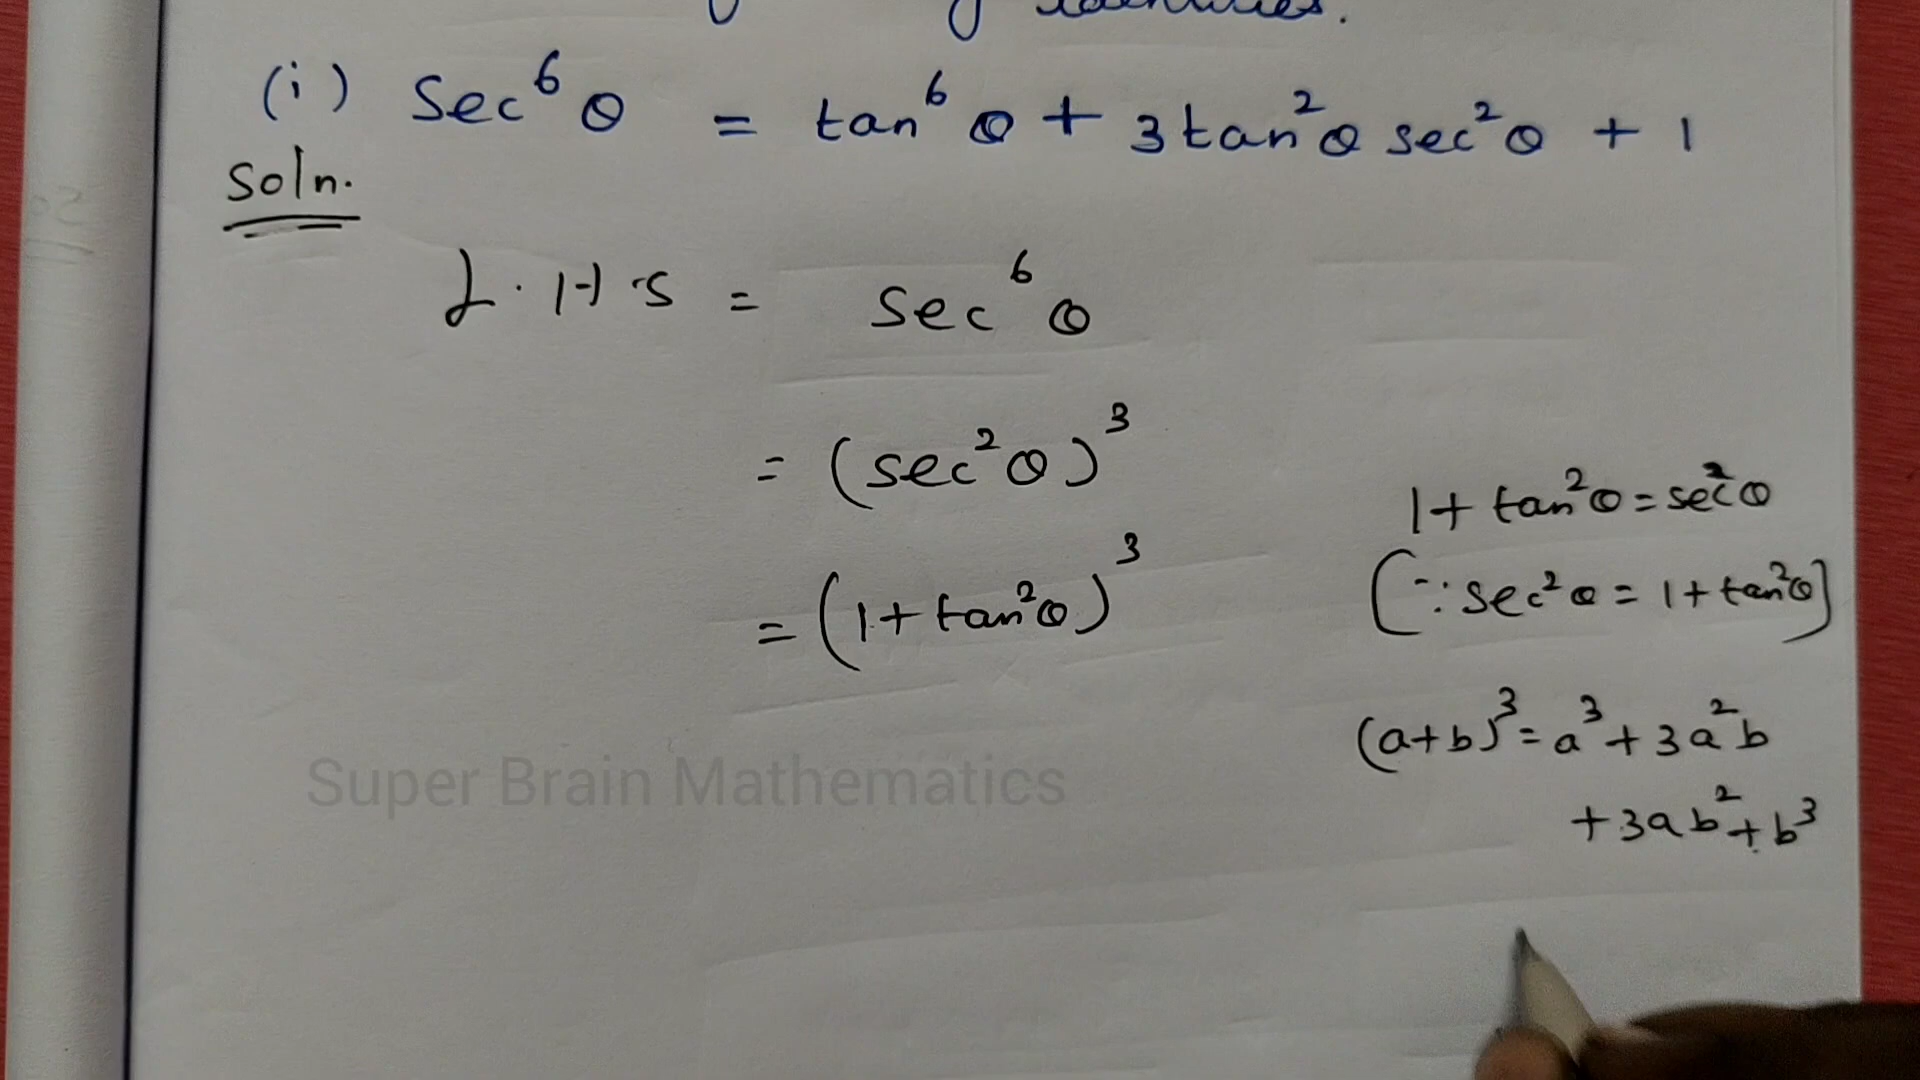 (i) Sec⁶θ = tan⁶θ + 3tan²θ sec²θ + 1
Soln.
L.H.S = Sec⁶θ
= (sec²θ)³
1 + tan²θ = sec²θ
= (1 + tan²θ)³
(∵ sec²θ = 1 + tan²θ)
(a+b)³ = a³ + 3a²b
+ 3ab² + b³
Super Brain Mathematics